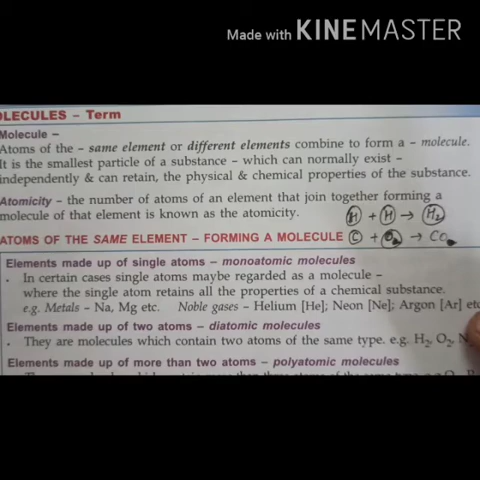 Made with KINEMASTER
OLECULES – Term
Molecule –
Atoms of the - same element or different elements combine to form a - molecule.
It is the smallest particle of a substance – which can normally exist –
independently & can retain, the physical & chemical properties of the substance.
Atomicity - the number of atoms of an element that join together forming a
molecule of that element is known as the atomicity.
H + H → H₂
ATOMS OF THE SAME ELEMENT – FORMING A MOLECULE
C + O₂ → CO
Elements made up of single atoms – monoatomic molecules
• In certain cases single atoms maybe regarded as a molecule –
where the single atom retains all the properties of a chemical substance.
e.g. Metals - Na, Mg etc. Noble gases - Helium [He]; Neon [Ne]; Argon [Ar] etc
Elements made up of two atoms – diatomic molecules
• They are molecules which contain two atoms of the same type. e.g. H₂, O₂, N
Elements made up of more than two atoms – polyatomic molecules